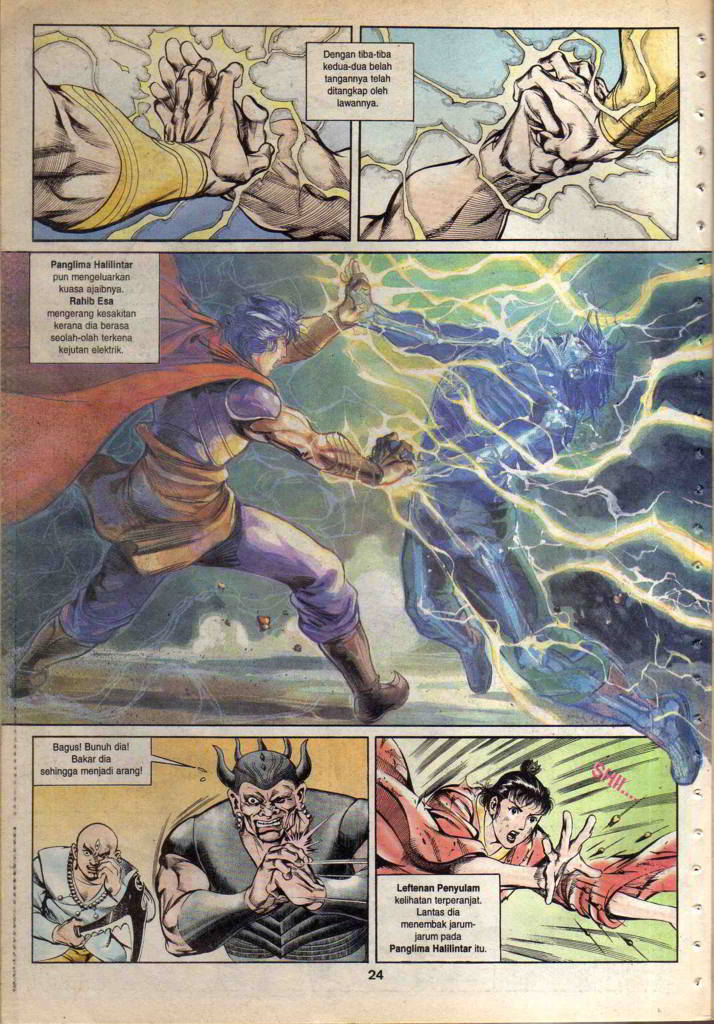 Dengan tiba-tiba
kedua-dua belah
tangannya telah
ditangkap oleh
lawannya.
Panglima Halilintar
pun mengeluarkan
kuasa ajaibnya.
Rahib Esa
mengerang kesakitan
kerana dia berasa
seolah-olah terkena
kejutan elektrik.
Bagus! Bunuh dia!
Bakar dia
sehingga menjadi arang!
SHII....
Leftenan Penyulam
kelihatan terperanjat.
Lantas dia
menembak jarum-
jarum pada
Panglima Halilintar itu.
24